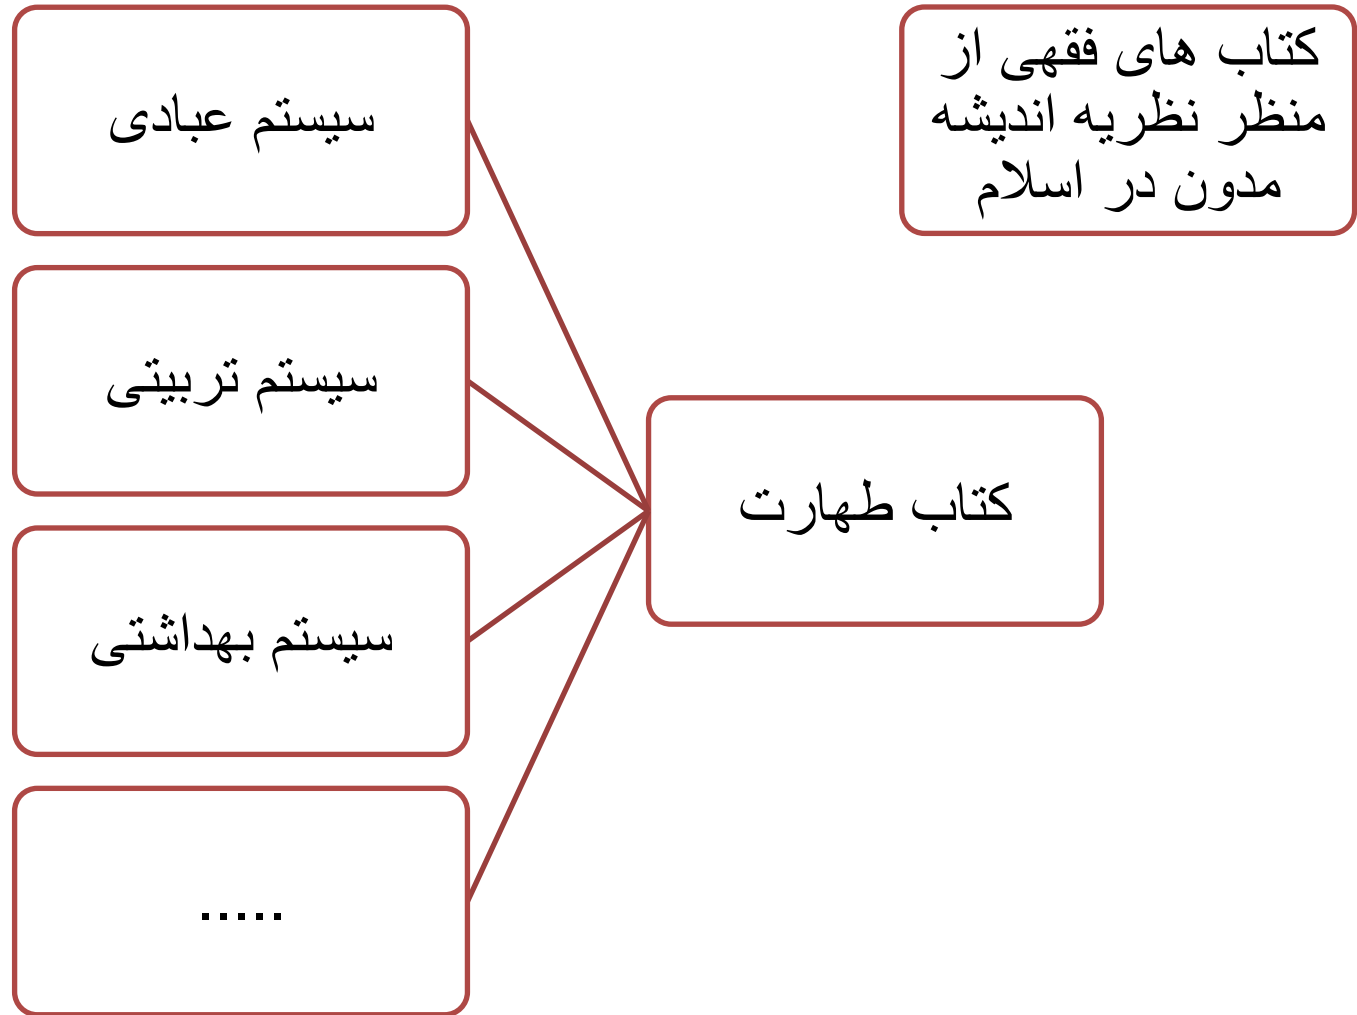 کتاب های فقهی از
منظر نظریه اندیشه
مدون در اسلام
کتاب طهارت
سیستم عبادی
سیستم تربیتی
سیستم بهداشتی
.....